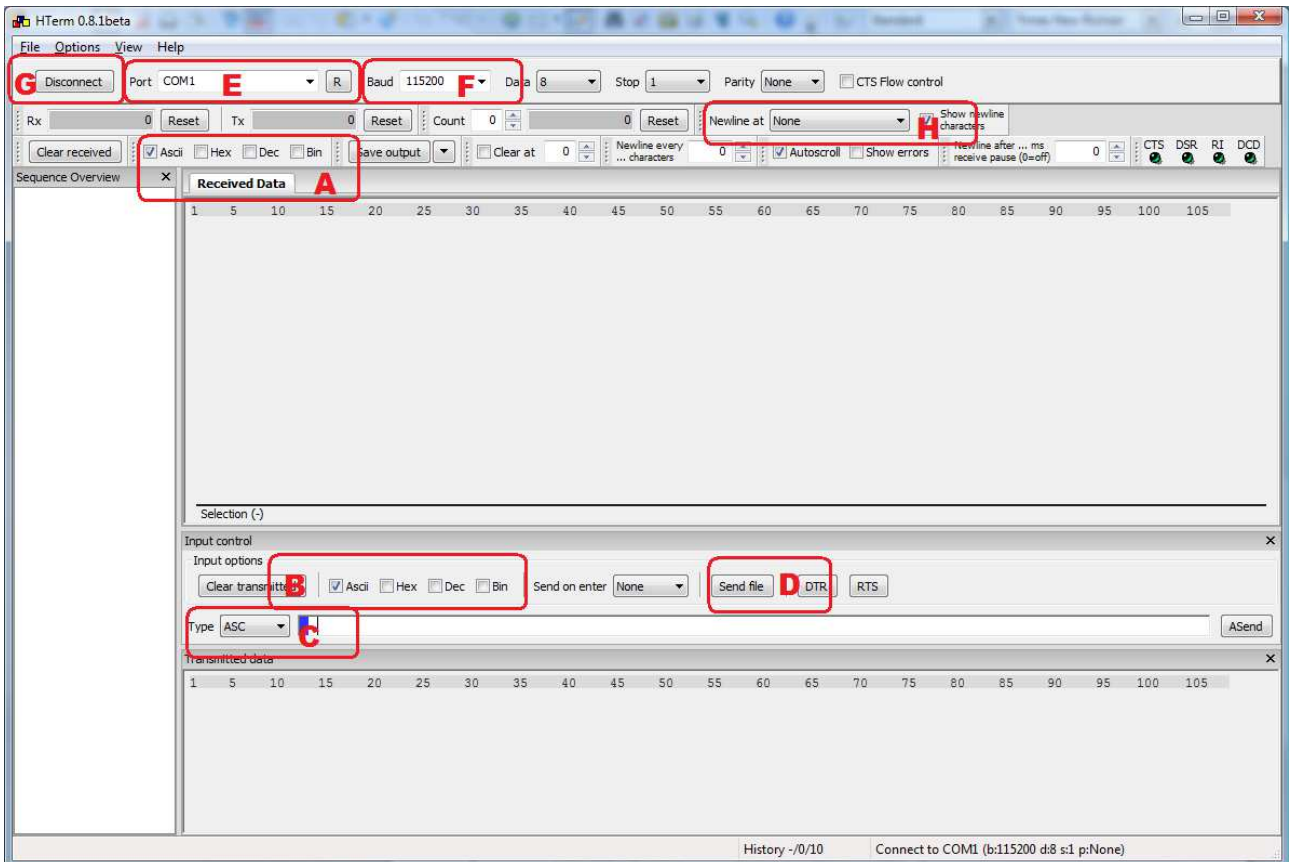 HTerm 0.8.1beta
File Options View Help
G Disconnect Port COM1 E R Baud 115200 F Data 8 Stop 1 Parity None CTS Flow control
Rx 0 Reset Tx 0 Reset Count 0 0 Reset Newline at None H Show newline
characters
Clear received Ascii Hex Dec Bin Save output Clear at 0 Newline every
... characters 0 Autoscroll Show errors Newline after ... ms
receive pause (0=off) 0 CTS DSR RI DCD
Sequence Overview x Received Data A
1 5 10 15 20 25 30 35 40 45 50 55 60 65 70 75 80 85 90 95 100 105
Selection (-)
Input control x
Input options
Clear transmitted B Ascii Hex Dec Bin Send on enter None Send file D DTR RTS
Type ASC C ASend
Transmitted data x
1 5 10 15 20 25 30 35 40 45 50 55 60 65 70 75 80 85 90 95 100 105
History -/0/10 Connect to COM1 (b:115200 d:8 s:1 p:None)